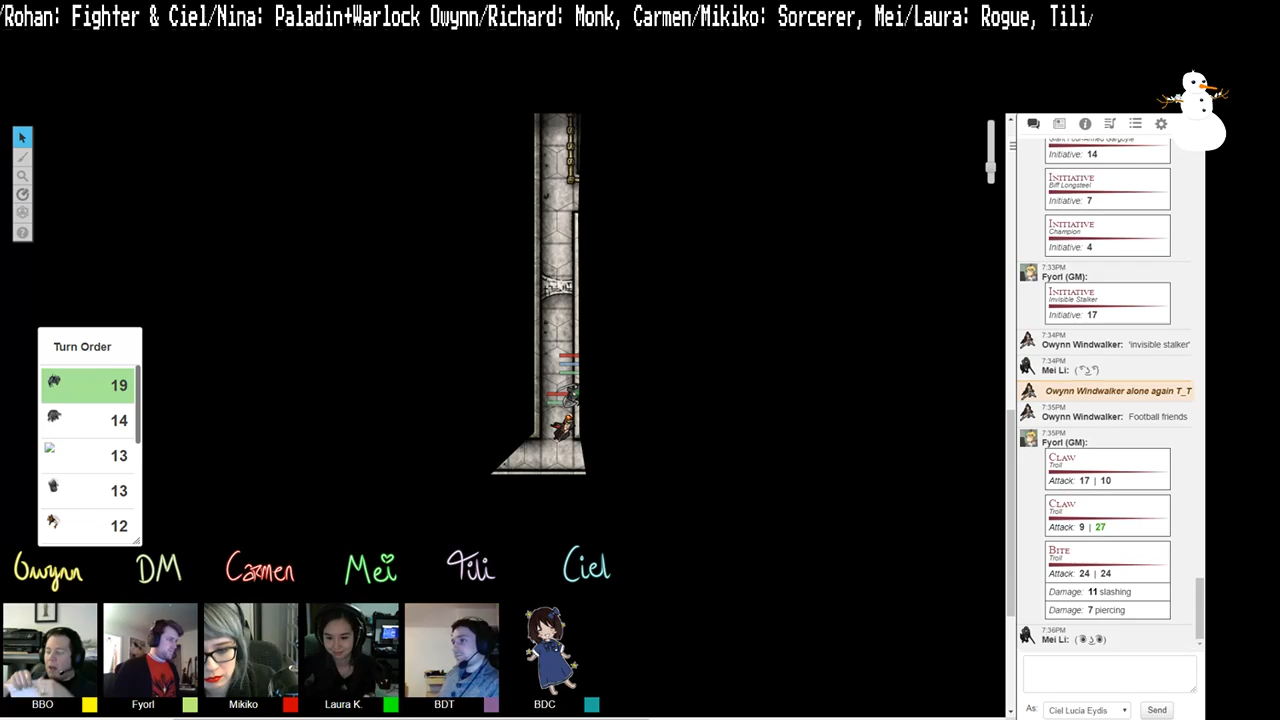 /Rohan: Fighter & Ciel/Nina: Paladin+Warlock Owynn/Richard: Monk, Carmen/Mikiko: Sorcerer, Mei/Laura: Rogue, Tili/
Giant Four-Armed Gargoyle
Initiative: 14
Initiative
Biff Longsteel
Initiative: 7
Initiative
Champion
Initiative: 4
7:33PM
Fyorl (GM):
Initiative
Invisible Stalker
Initiative: 17
7:34PM
Owynn Windwalker: 'invisible stalker'
7:34PM
Mei Li: ( ͡° ͜ʖ ͡°)
Owynn Windwalker alone again T_T
7:35PM
Owynn Windwalker: Football friends
7:35PM
Fyorl (GM):
Claw
Troll
Attack: 17 | 10
Claw
Troll
Attack: 9 | 27
Bite
Troll
Attack: 24 | 24
Damage: 11 slashing
Damage: 7 piercing
7:36PM
Mei Li:
As: Ciel Lucia Eydis
Send
Turn Order
19
14
13
13
12
Owynn
DM
Carmen
Mei
Tili
Ciel
BBO
Fyorl
Mikiko
Laura K.
BDT
BDC